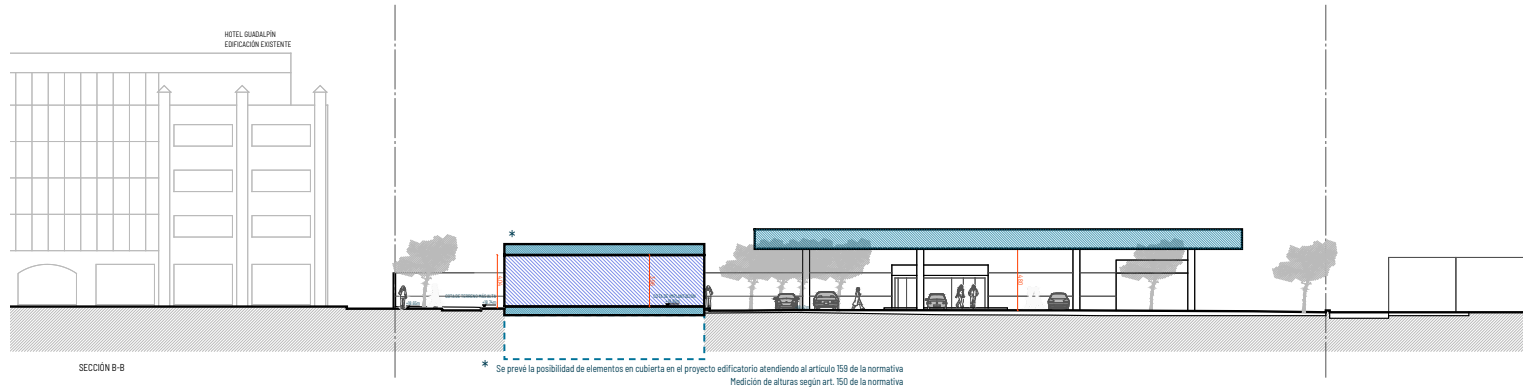 HOTEL GUADALPÍN
EDIFICACIÓN EXISTENTE
*
SECCIÓN B-B
* Se prevé la posibilidad de elementos en cubierta en el proyecto edificatorio atendiendo al artículo 159 de la normativa
Medición de alturas según art. 150 de la normativa